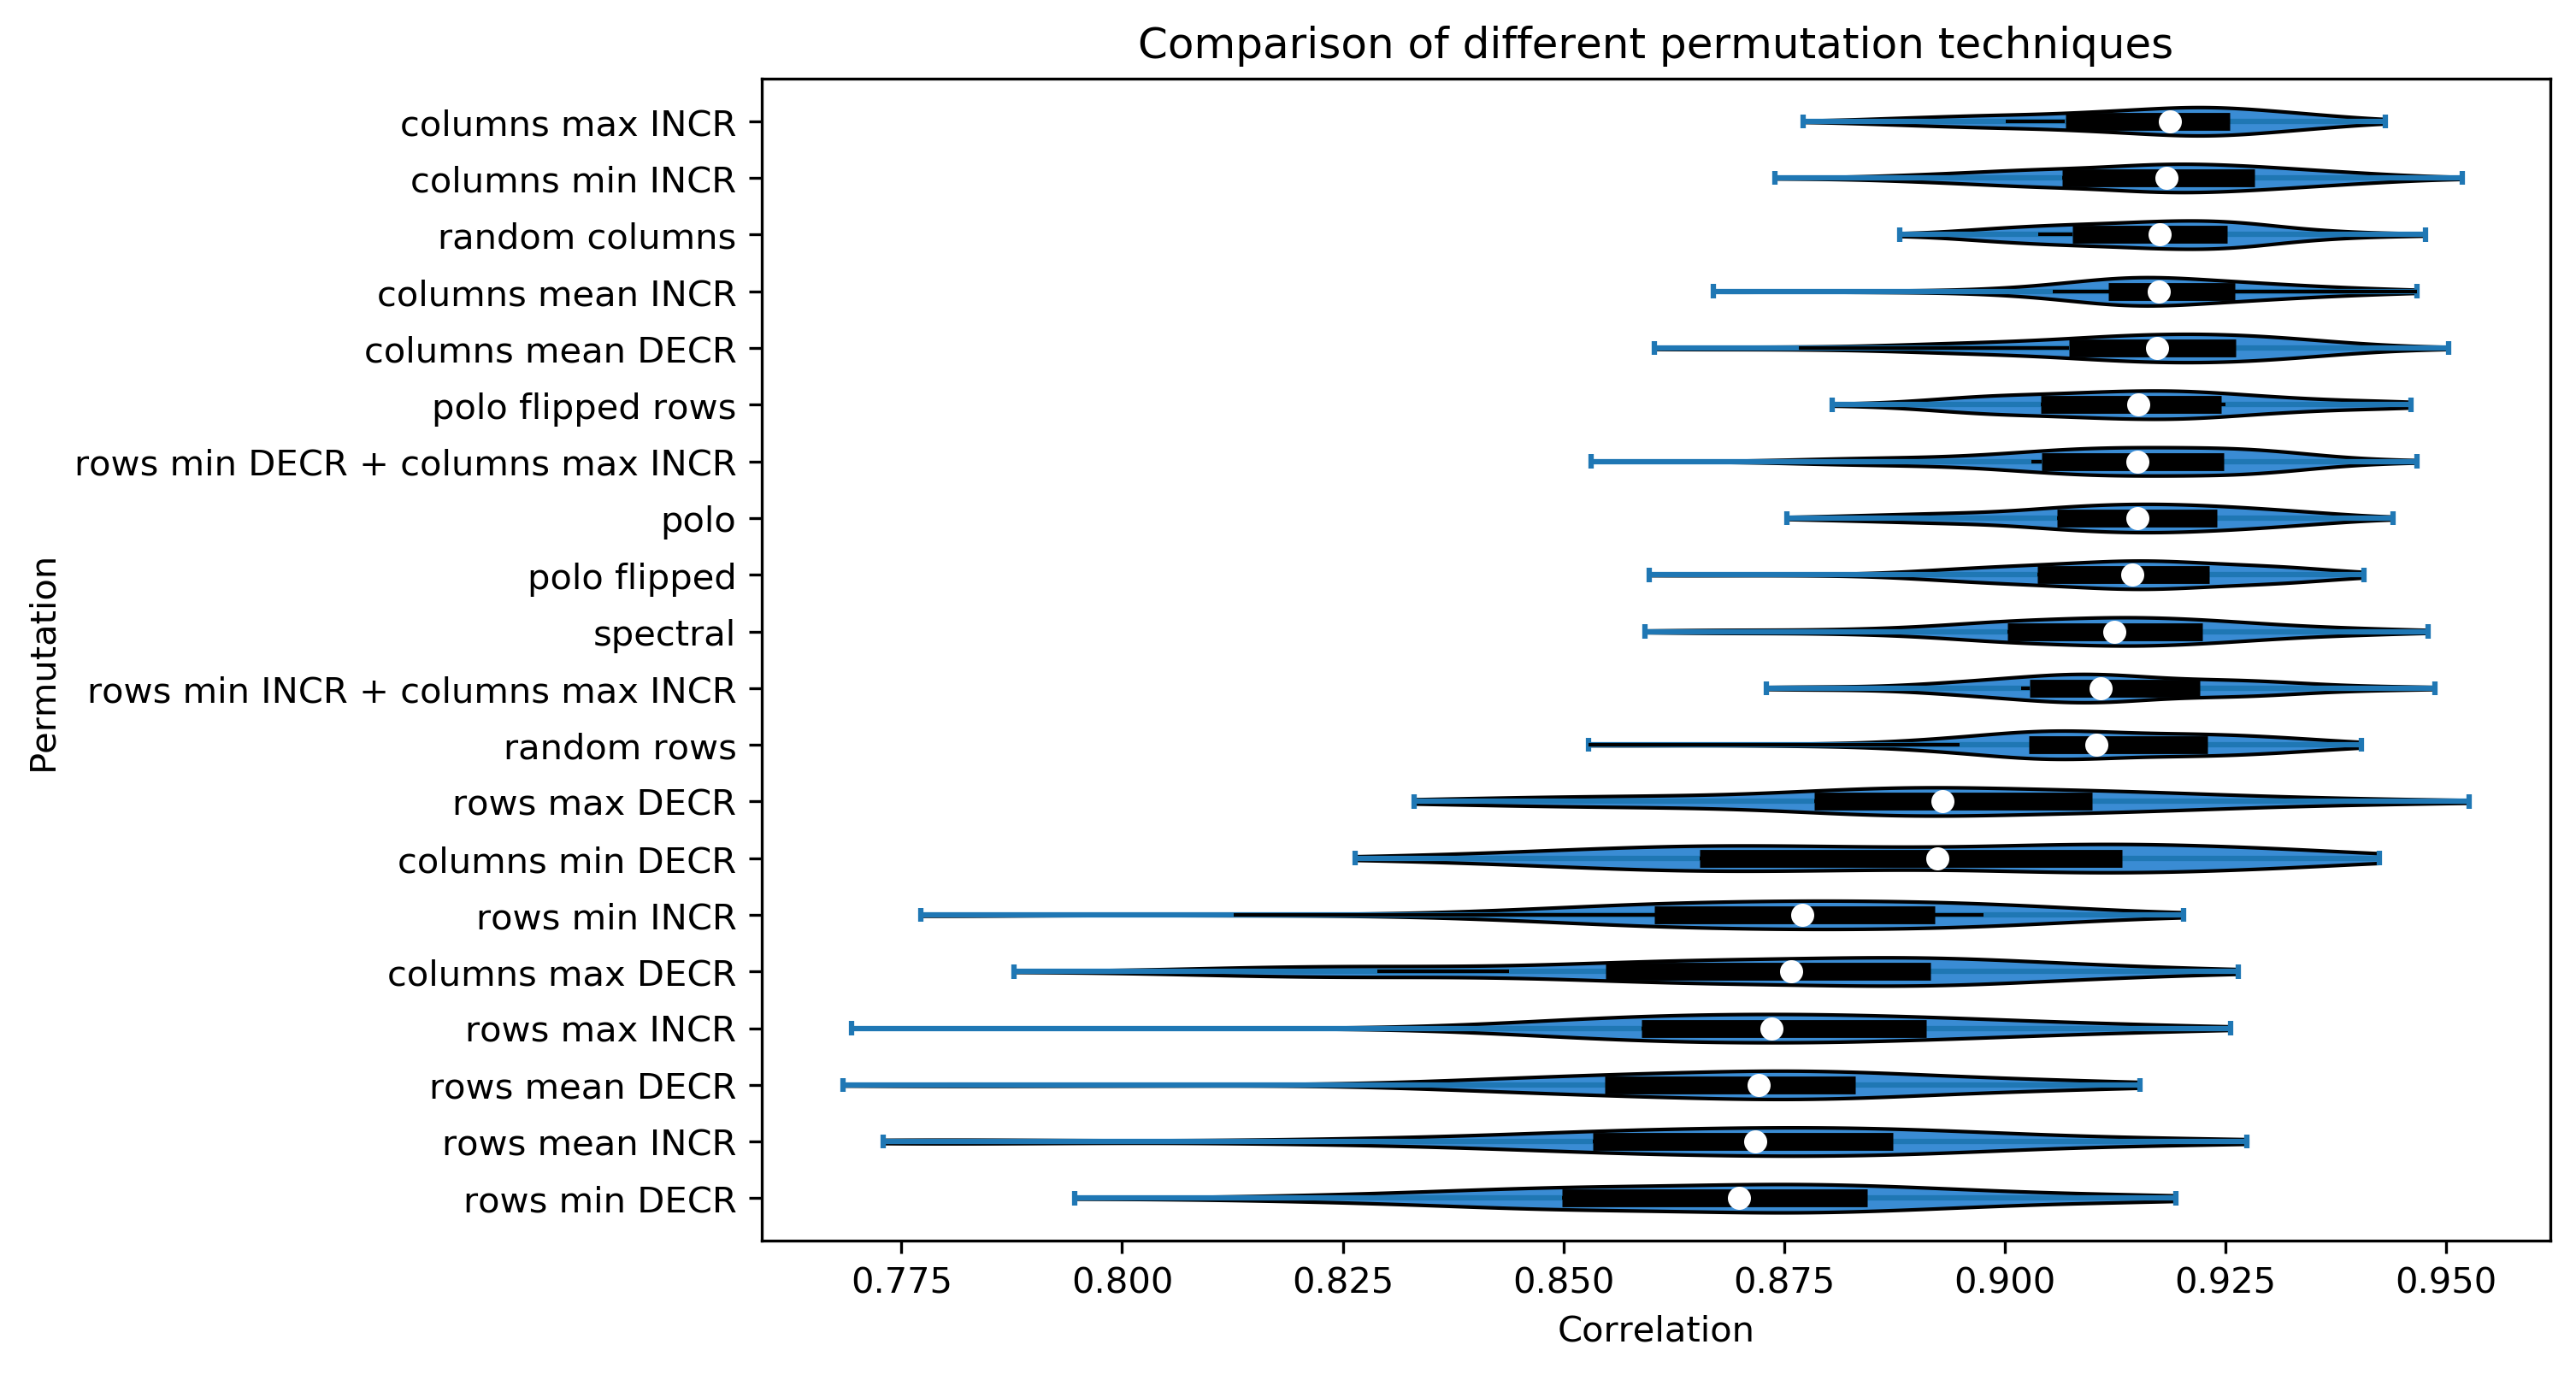 Comparison of different permutation techniques
columns max INCR
columns min INCR
random columns
columns mean INCR
columns mean DECR
polo flipped rows
rows min DECR + columns max INCR
polo
polo flipped
spectral
rows min INCR + columns max INCR
random rows
rows max DECR
columns min DECR
rows min INCR
columns max DECR
rows max INCR
rows mean DECR
rows mean INCR
rows min DECR
Permutation
0.775 0.800 0.825 0.850 0.875 0.900 0.925 0.950
Correlation